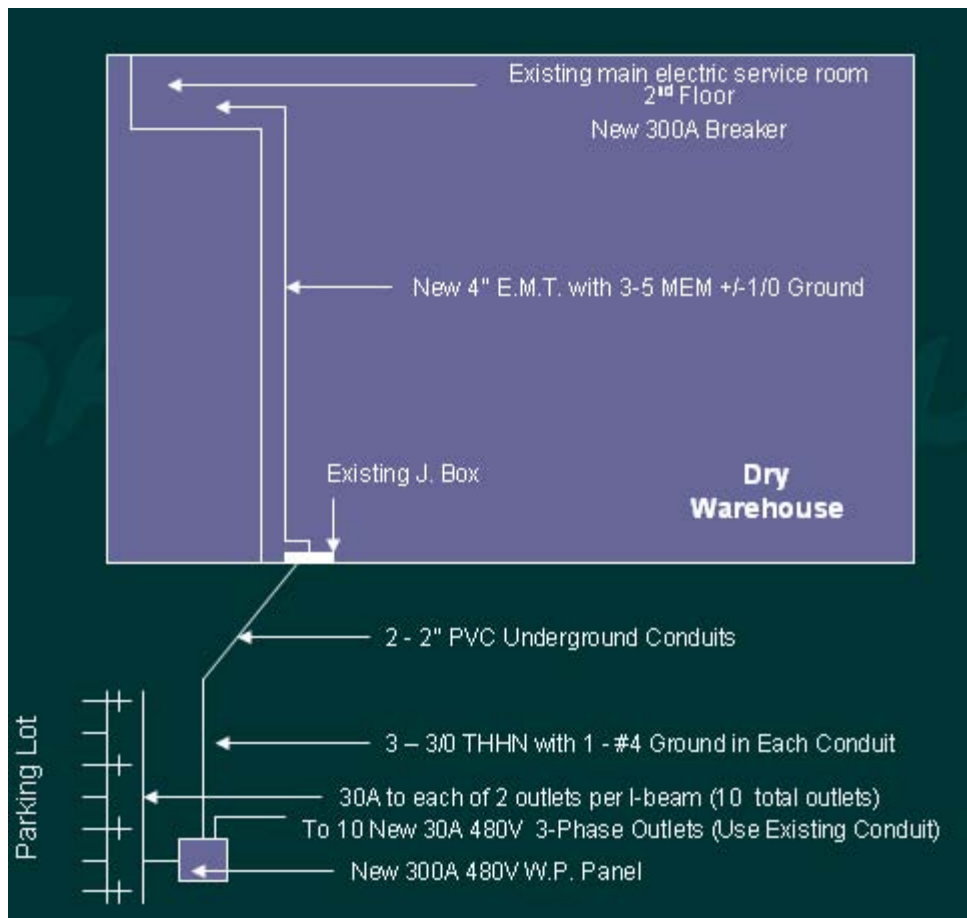 Existing main electric service room
2nd Floor
New 300A Breaker
New 4" E.M.T. with 3-5 MEM +/-1/0 Ground
Existing J. Box
Dry
Warehouse
2 - 2" PVC Underground Conduits
3 – 3/0 THHN with 1 - #4 Ground in Each Conduit
Parking Lot
30A to each of 2 outlets per I-beam (10 total outlets)
To 10 New 30A 480V 3-Phase Outlets (Use Existing Conduit)
New 300A 480V W.P. Panel